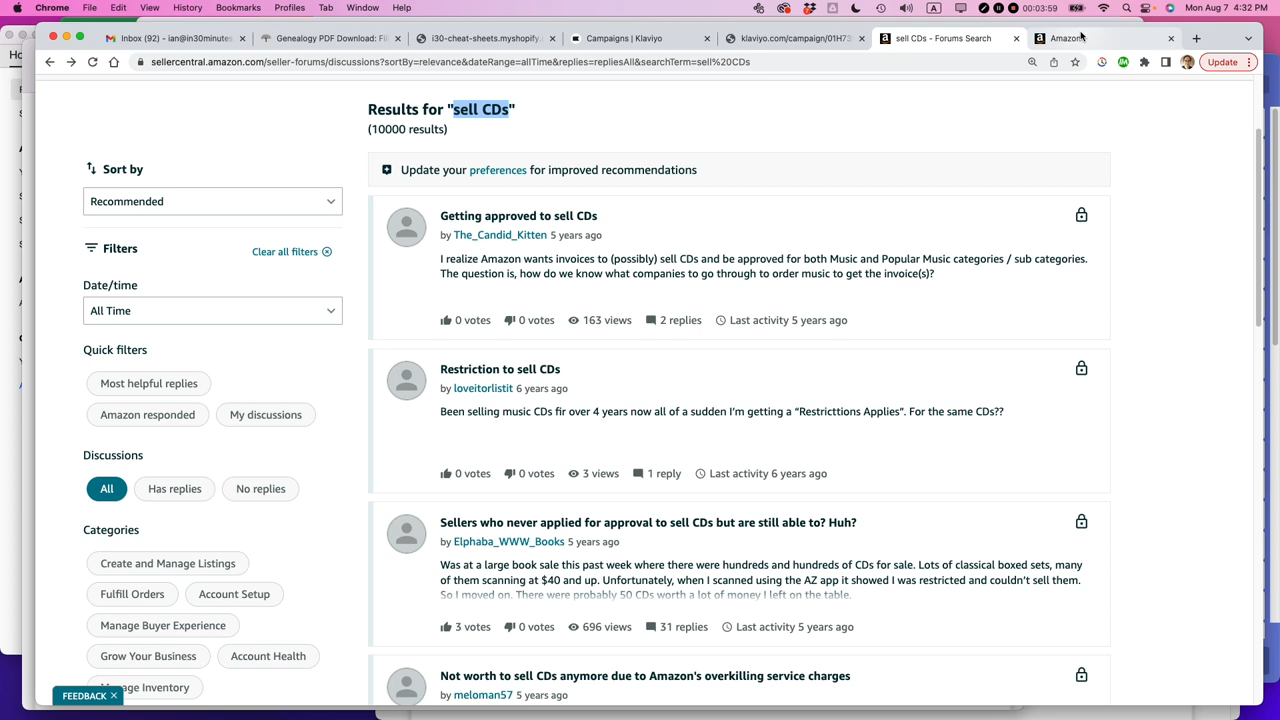 Chrome File Edit View History Bookmarks Profiles Tab Window Help 00:03:59 A Mon Aug 7 4:32 PM
Inbox (92) - ian@in30minutes. Genealogy PDF Download: Fil i30-cheat-sheets.myshopify. Campaigns | Klaviyo klaviyo.com/campaign/01H73 sell CDs - Forums Search Amazon
sellercentral.amazon.com/seller-forums/discussions?sortBy=relevance&dateRange=allTime&replies=repliesAll&searchTerm=sell%20CDs Update
Results for "sell CDs"
(10000 results)
Sort by
Recommended
Filters
Clear all filters
Date/time
All Time
Quick filters
Most helpful replies
Amazon responded My discussions
Discussions
All Has replies No replies
Categories
Create and Manage Listings
Fulfill Orders Account Setup
Manage Buyer Experience
Grow Your Business Account Health
age Inventory
FEEDBACK
Update your preferences for improved recommendations
Getting approved to sell CDs
by The_Candid_Kitten 5 years ago
I realize Amazon wants invoices to (possibly) sell CDs and be approved for both Music and Popular Music categories / sub categories.
The question is, how do we know what companies to go through to order music to get the invoice(s)?
0 votes 0 votes 163 views 2 replies Last activity 5 years ago
Restriction to sell CDs
by loveitorlistit 6 years ago
Been selling music CDs fir over 4 years now all of a sudden I'm getting a "Restricttions Applies". For the same CDs??
0 votes 0 votes 3 views 1 reply Last activity 6 years ago
Sellers who never applied for approval to sell CDs but are still able to? Huh?
by Elphaba_WWW_Books 5 years ago
Was at a large book sale this past week where there were hundreds and hundreds of CDs for sale. Lots of classical boxed sets, many
of them scanning at $40 and up. Unfortunately, when I scanned using the AZ app it showed I was restricted and couldn't sell them.
So I moved on. There were probably 50 CDs worth a lot of money I left on the table.
3 votes 0 votes 696 views 31 replies Last activity 5 years ago
Not worth to sell CDs anymore due to Amazon's overkilling service charges
by meloman57 5 years ago